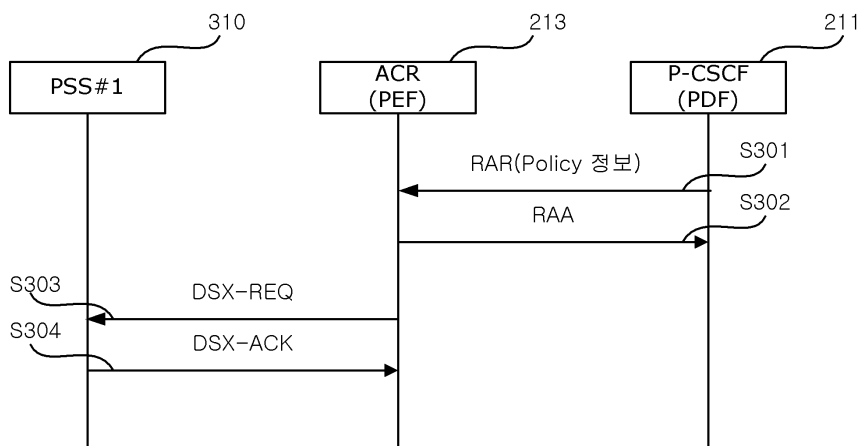 310
213
211
PSS#1
ACR
(PEF)
P-CSCF
(PDF)
RAR(Policy 정보)
S301
RAA
S302
S303
DSX-REQ
S304
DSX-ACK